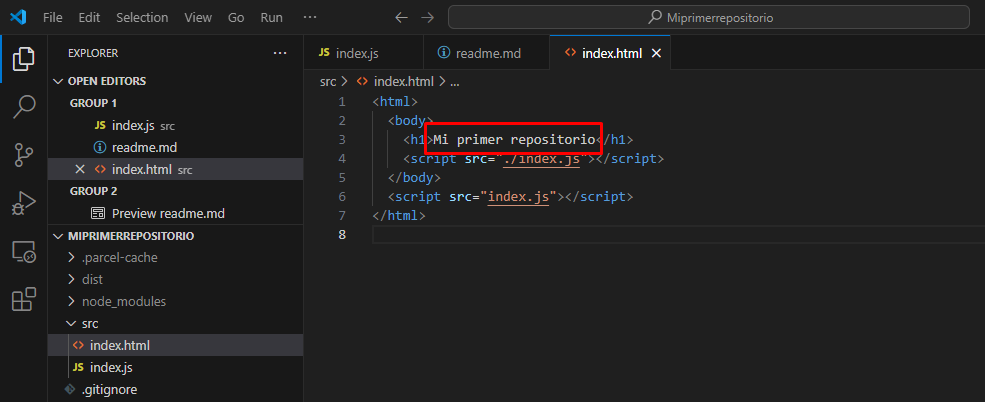 File Edit Selection View Go Run ··· ← → Miprimerrepositorio
EXPLORER ···
OPEN EDITORS
GROUP 1
JS index.js src
readme.md
index.html src
GROUP 2
Preview readme.md
MIPRIMERREPOSITORIO
.parcel-cache
dist
node_modules
src
index.html
JS index.js
.gitignore
JS index.js
readme.md
index.html
src > index.html > ...
1 <html>
2 <body>
3 <h1>Mi primer repositorio</h1>
4 <script src="./index.js"></script>
5 </body>
6 <script src="index.js"></script>
7 </html>
8